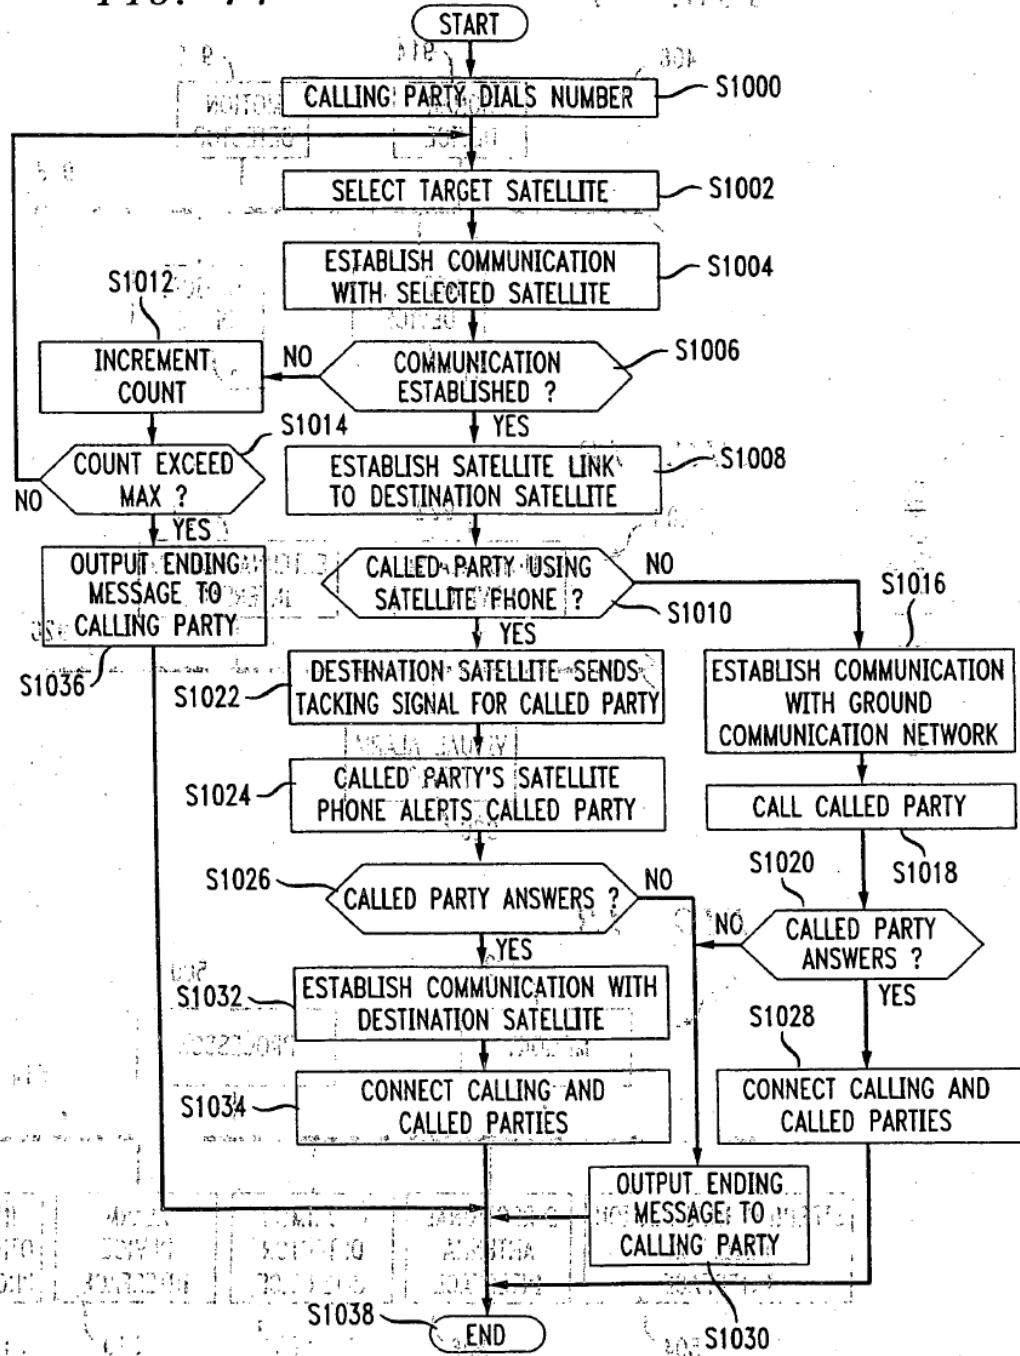 START
CALLING PARTY DIALS NUMBER
S1000
SELECT TARGET SATELLITE
S1002
ESTABLISH COMMUNICATION
WITH SELECTED SATELLITE
S1004
S1012
INCREMENT
COUNT
NO
COMMUNICATION
ESTABLISHED ?
S1006
YES
S1014
COUNT EXCEED
MAX ?
NO
YES
ESTABLISH SATELLITE LINK
TO DESTINATION SATELLITE
S1008
OUTPUT ENDING
MESSAGE TO
CALLING PARTY
S1036
CALLED PARTY USING
SATELLITE PHONE ?
NO
S1010
YES
S1016
ESTABLISH COMMUNICATION
WITH GROUND
COMMUNICATION NETWORK
S1022
DESTINATION SATELLITE SENDS
TACKING SIGNAL FOR CALLED PARTY
S1024
CALLED PARTY'S SATELLITE
PHONE ALERTS CALLED PARTY
CALL CALLED PARTY
S1018
S1020
S1026
CALLED PARTY ANSWERS ?
NO
YES
NO
CALLED PARTY
ANSWERS ?
YES
S1032
ESTABLISH COMMUNICATION WITH
DESTINATION SATELLITE
S1028
S1034
CONNECT CALLING AND
CALLED PARTIES
CONNECT CALLING AND
CALLED PARTIES
OUTPUT ENDING
MESSAGE TO
CALLING PARTY
S1030
S1038
END